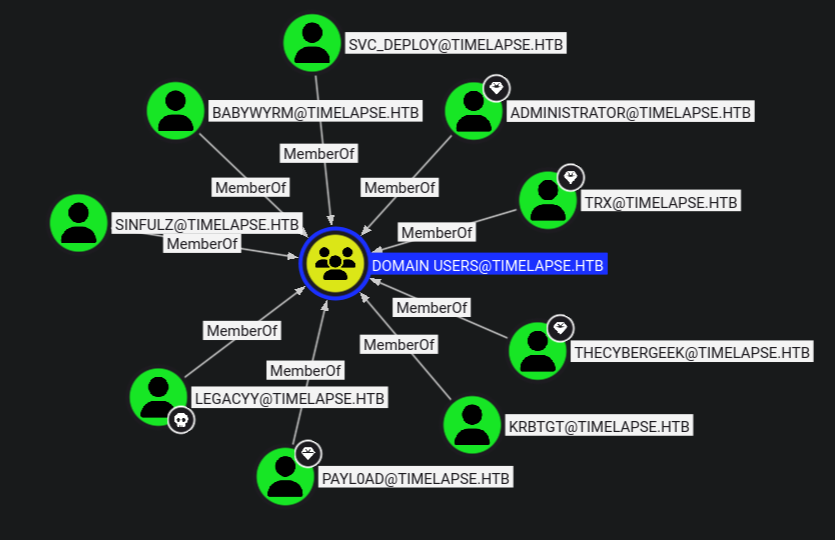 SVC_DEPLOY@TIMELAPSE.HTB
BABYWYRM@TIMELAPSE.HTB
ADMINISTRATOR@TIMELAPSE.HTB
MemberOf
MemberOf
MemberOf
TRX@TIMELAPSE.HTB
SINFULZ@TIMELAPSE.HTB
MemberOf
MemberOf
DOMAIN USERS@TIMELAPSE.HTB
MemberOf
MemberOf
MemberOf
THECYBERGEEK@TIMELAPSE.HTB
MemberOf
LEGACYY@TIMELAPSE.HTB
KRBTGT@TIMELAPSE.HTB
PAYL0AD@TIMELAPSE.HTB